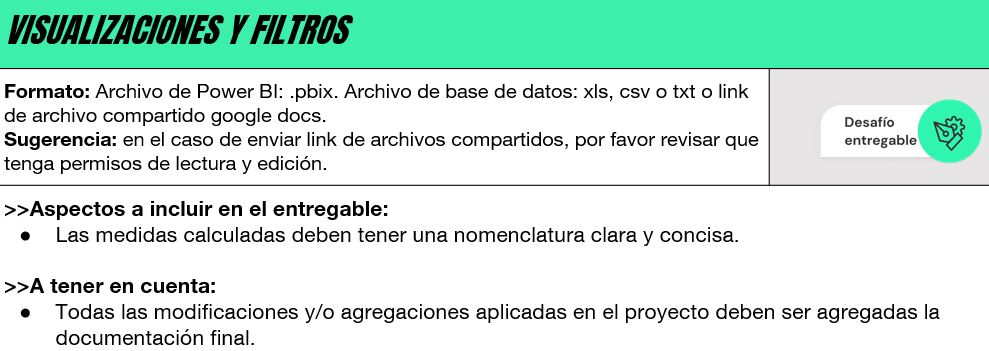 VISUALIZACIONES Y FILTROS
Formato: Archivo de Power BI: .pbix. Archivo de base de datos: xls, csv o txt o link
de archivo compartido google docs.
Sugerencia: en el caso de enviar link de archivos compartidos, por favor revisar que
tenga permisos de lectura y edición.
Desafío
entregable
>>Aspectos a incluir en el entregable:
● Las medidas calculadas deben tener una nomenclatura clara y concisa.
>>A tener en cuenta:
● Todas las modificaciones y/o agregaciones aplicadas en el proyecto deben ser agregadas la
documentación final.